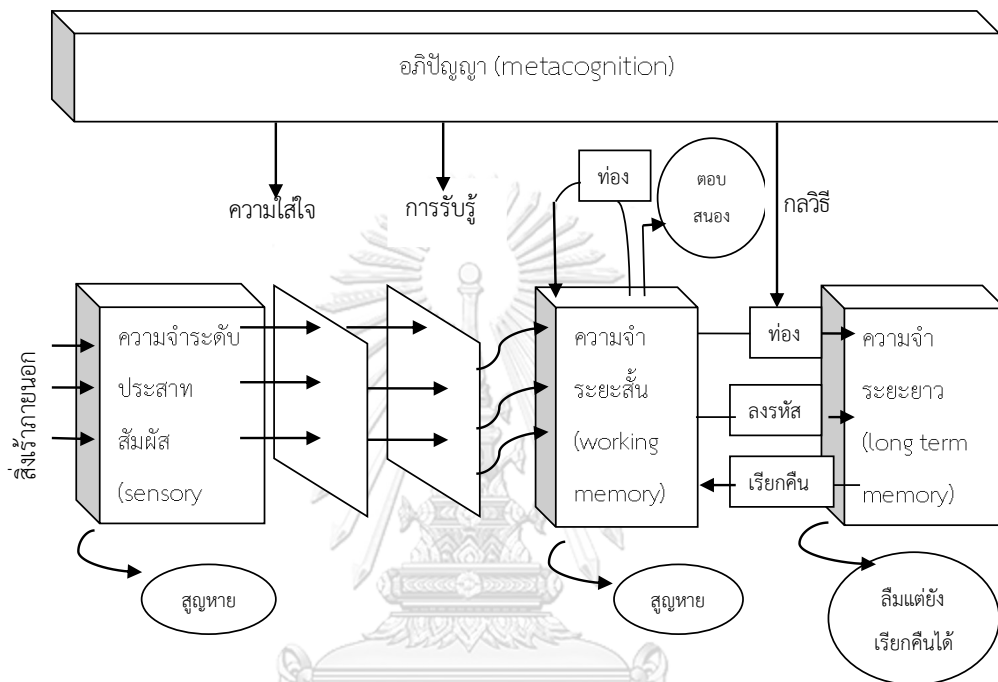 อภิปัญญา (metacognition)
ท่อง
ตอบ
สนอง
ความใส่ใจ
การรับรู้
กลวิธี
สิ่งเร้าภายนอก
ความจำระดับ
ประสาท
สัมผัส
(sensory
ความจำ
ระยะสั้น
(working
memory)
ท่อง
ลงรหัส
เรียกคืน
ความจำ
ระยะยาว
(long term
memory)
สูญหาย
สูญหาย
ลืมแต่ยัง
เรียกคืนได้